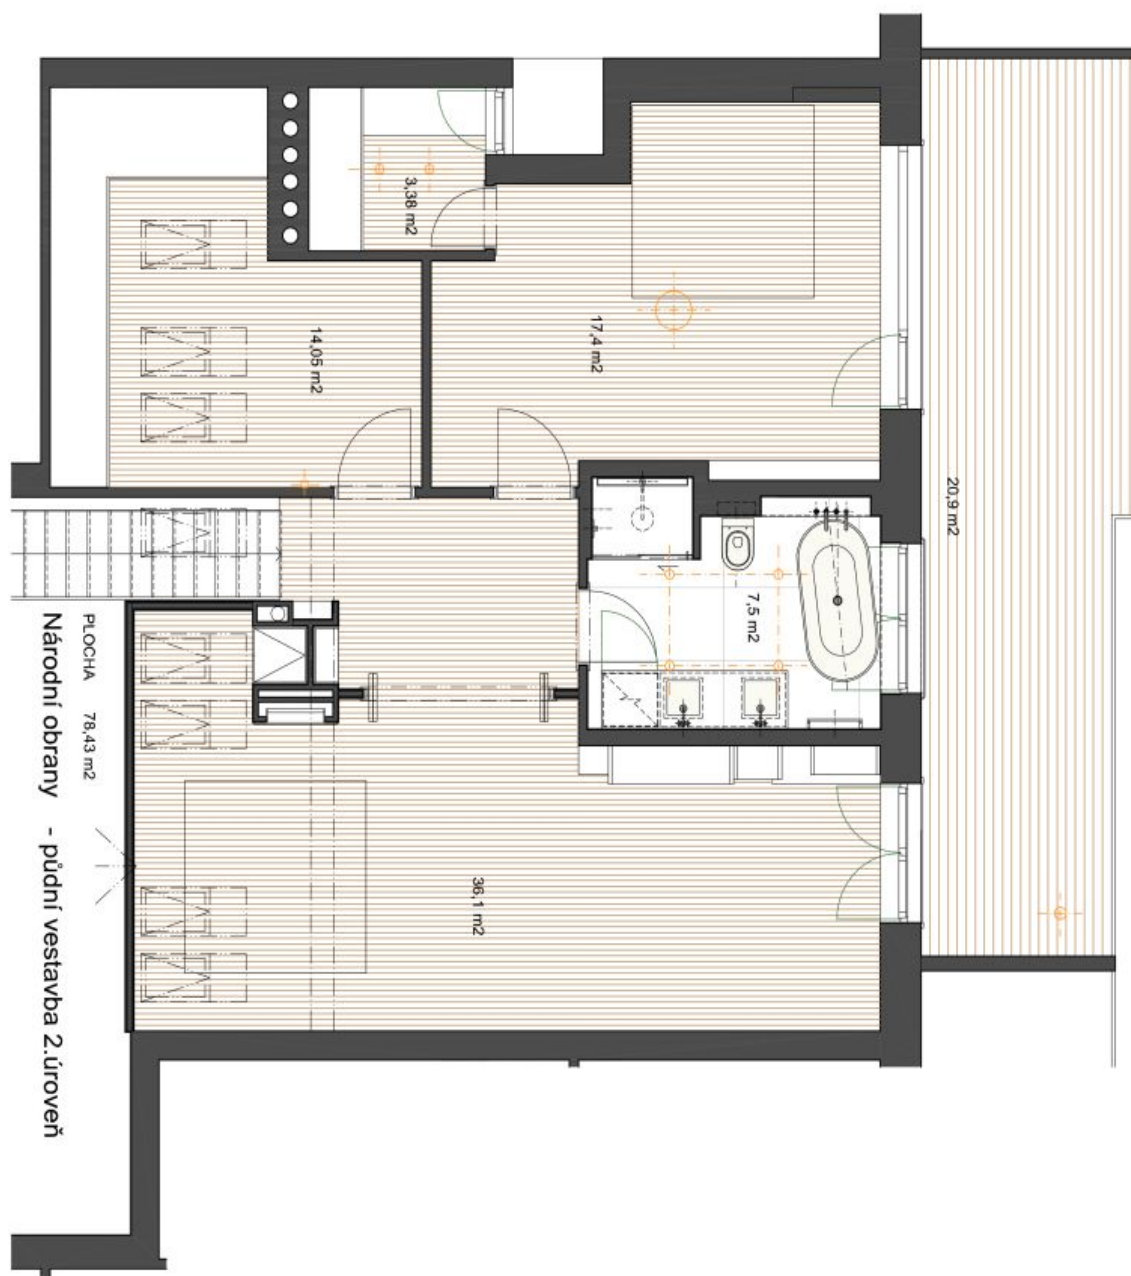 3,38 m2
17,4 m2
14,05 m2
20,9 m2
7,5 m2
36,1 m2
PLOCHA 78,43 m2
Národní obrany - půdní vestavba 2.úroveň